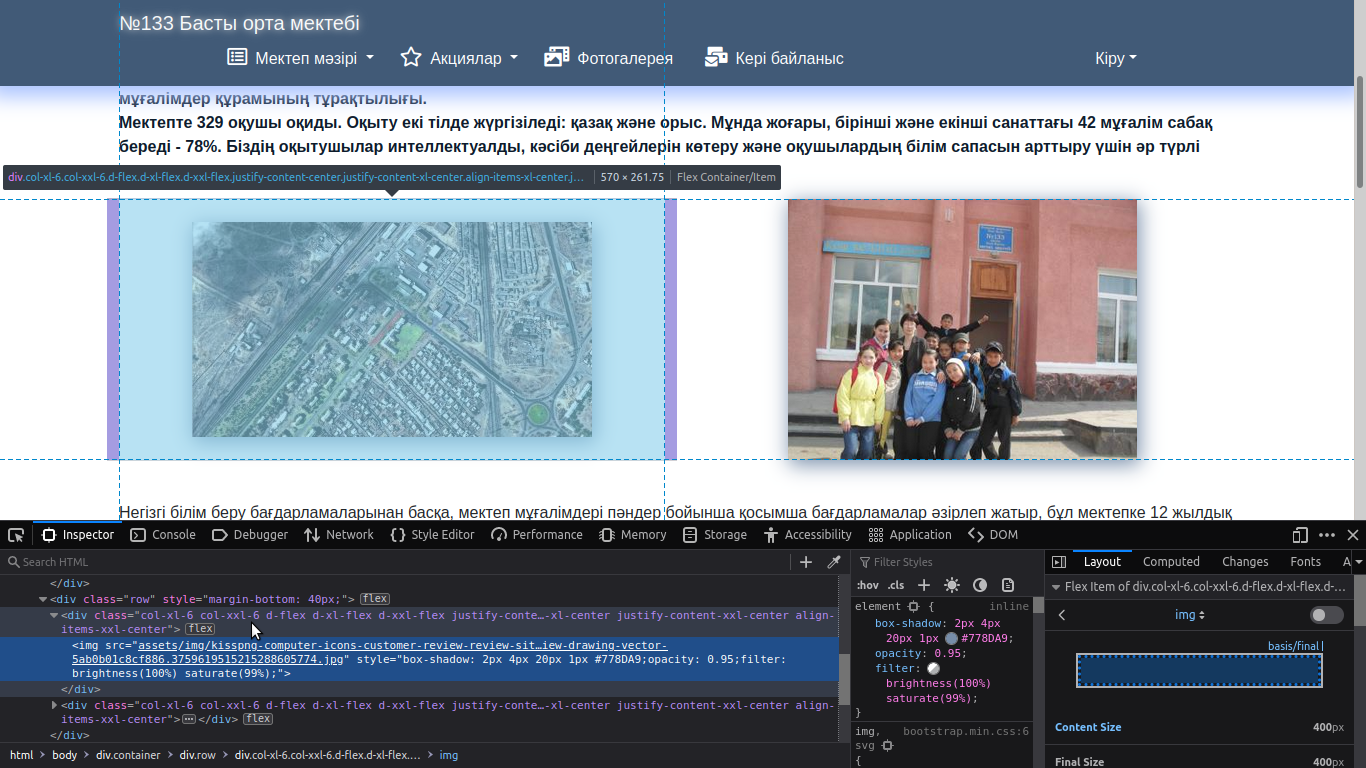 №133 Басты орта мектебі
Мектеп мәзірі
Акциялар
Фотогалерея
Кері байланыс
Кіру
мұғалімдер құрамының тұрақтылығы.
Мектепте 329 оқушы оқиды. Оқыту екі тілде жүргізіледі: қазақ және орыс. Мұнда жоғары, бірінші және екінші санаттағы 42 мұғалім сабақ
береді - 78%. Біздің оқытушылар интеллектуалды, кәсіби деңгейлерін көтеру және оқушылардың білім сапасын арттыру үшін әр түрлі
div.col-xl-6.col-xxl-6.d-flex.d-xl-flex.d-xxl-flex.justify-content-center.justify-content-xl-center.align-items-xl-center.j… 570 × 261.75 Flex Container/Item
№133
Негізгі білім беру бағдарламаларынан басқа, мектеп мұғалімдері пәндер бойынша қосымша бағдарламалар әзірлеп жатыр, бұл мектепке 12 жылдық
Inspector Console Debugger Network Style Editor Performance Memory Storage Accessibility Application DOM
Search HTML
</div>
<div class="row" style="margin-bottom: 40px;"> flex
<div class="col-xl-6 col-xxl-6 d-flex d-xl-flex d-xxl-flex justify-conte…-xl-center justify-content-xxl-center align-
items-xxl-center"> flex
<img src="assets/img/kisspng-computer-icons-customer-review-review-sit…iew-drawing-vector-
5ab0b01c8cf886.3759619515215288605774.jpg" style="box-shadow: 2px 4px 20px 1px #778DA9;opacity: 0.95;filter:
brightness(100%) saturate(99%);">
</div>
<div class="col-xl-6 col-xxl-6 d-flex d-xl-flex d-xxl-flex justify-conte…-xl-center justify-content-xxl-center align-
items-xxl-center"> ⋯ </div> flex
</div>
html > body > div.container > div.row > div.col-xl-6.col-xxl-6.d-flex.d-xl-flex.… > img
Filter Styles
:hov .cls
element { inline
box-shadow: 2px 4px
20px 1px #778DA9;
opacity: 0.95;
filter:
brightness(100%)
saturate(99%);
}
img, bootstrap.min.css:6
svg
{
Layout Computed Changes Fonts A
Flex Item of div.col-xl-6.col-xxl-6.d-flex.d-xl-flex.d-…
img
basis/final
Content Size 400px
Final Size 400px